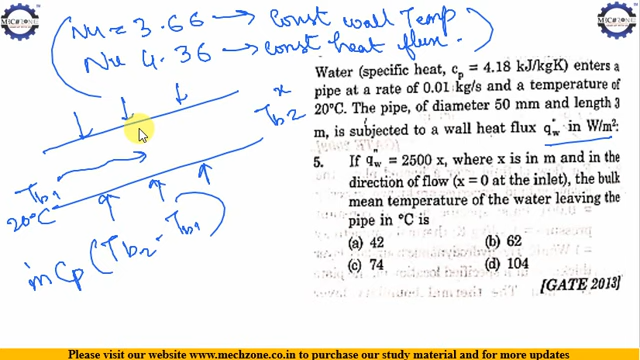 MECHZONE
Nu = 3.66 → Const wall Temp
Nu 4.36 → const heat flux.
MECHZONE
Water (specific heat, cp = 4.18 kJ/kgK) enters a
pipe at a rate of 0.01 kg/s and a temperature of
20°C. The pipe, of diameter 50 mm and length 3
m, is subjected to a wall heat flux q"w in W/m²:
5. If q"w = 2500 x, where x is in m and in the
direction of flow (x = 0 at the inlet), the bulk
mean temperature of the water leaving the
pipe in °C is
(a) 42 (b) 62
(c) 74 (d) 104
[GATE 2013]
x
Tb2
Tb1
20°C
ṁ Cp (Tb2 - Tb1)
Please visit our website www.mechzone.co.in to purchase our study material and for more videos